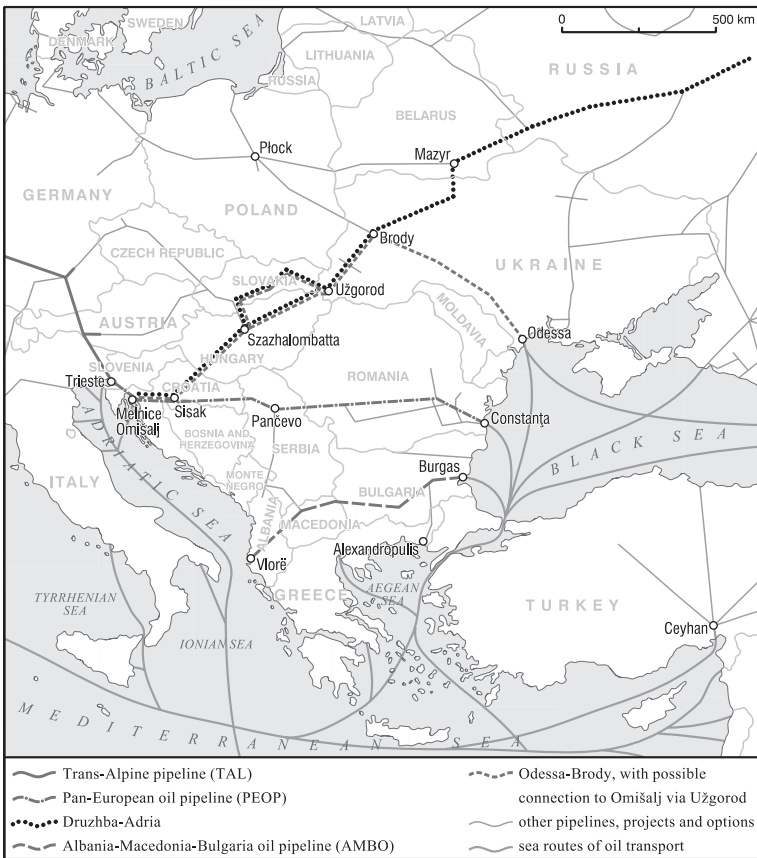 SWEDEN
LATVIA
0 500 km
DENMARK
BALTIC SEA
LITHUANIA
RUSSIA
RUSSIA
BELARUS
Płock
Mazyr
GERMANY
POLAND
Brody
CZECH REPUBLIC
UKRAINE
SLOVAKIA
Užgorod
MOLDAVIA
AUSTRIA
Szazhalombatta
Odessa
HUNGARY
SLOVENIA
Trieste
ROMANIA
CROATIA
Melnice
Omisalj
Sisak
Pančevo
Constanţa
BOSNIA AND
HERZEGOVINA
SERBIA
BLACK SEA
ADRIATIC SEA
ITALY
MONTE
NEGRO
Burgas
BULGARIA
ALBANIA
MACEDONIA
Vlorë
Alexandropulis
GREECE
AEGEAN
SEA
TYRRHENIAN
SEA
TURKEY
Ceyhan
IONIAN SEA
MEDITERRANEAN SEA
Trans-Alpine pipeline (TAL)
Pan-European oil pipeline (PEOP)
Druzhba-Adria
Albania-Macedonia-Bulgaria oil pipeline (AMBO)
Odessa-Brody, with possible
connection to Omišalj via Užgorod
other pipelines, projects and options
sea routes of oil transport